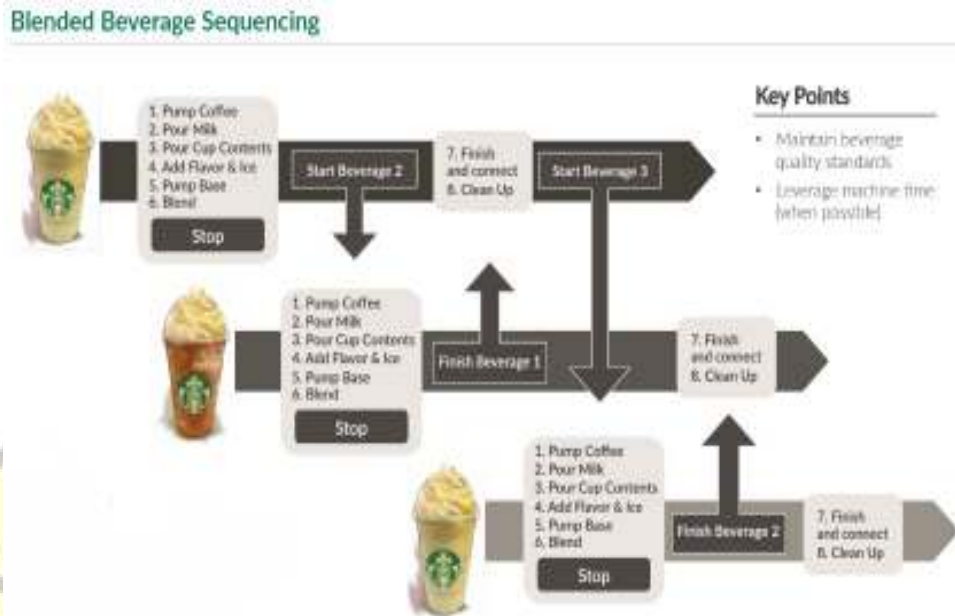 Blended Beverage Sequencing
1. Pump Coffee
2. Pour Milk
3. Pour Cup Contents
4. Add Flavor & Ice
5. Pump Base
6. Blend
Stop
Start Beverage 2
7. Finish
and connect
8. Clean Up
Start Beverage 3
Key Points
• Maintain beverage
quality standards
• Leverage machine time
(when possible)
1. Pump Coffee
2. Pour Milk
3. Pour Cup Contents
4. Add Flavor & Ice
5. Pump Base
6. Blend
Stop
Finish Beverage 1
7. Finish
and connect
8. Clean Up
1. Pump Coffee
2. Pour Milk
3. Pour Cup Contents
4. Add Flavor & Ice
5. Pump Base
6. Blend
Stop
Finish Beverage 2
7. Finish
and connect
8. Clean Up